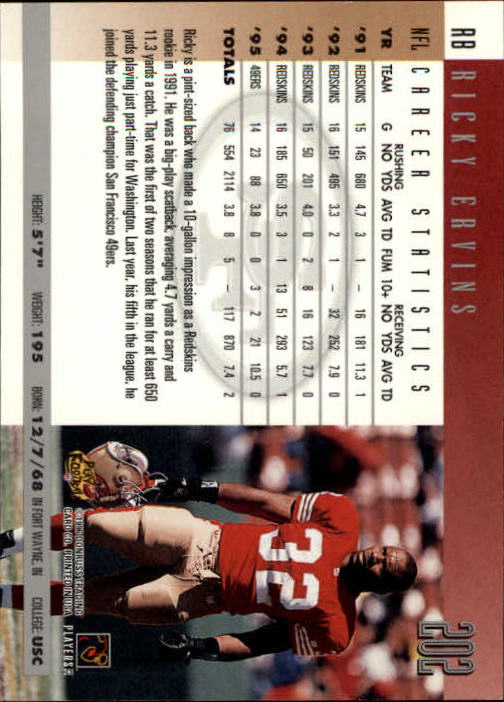 RB RICKY ERVINS 202
NFL CAREER STATISTICS
RUSHING RECEIVING
YR TEAM G NO YDS AVG TD FUM 10+ NO YDS AVG TD
'91 REDSKINS 15 145 680 4.7 3 1 – 16 181 11.3 1
'92 REDSKINS 16 151 495 3.3 2 1 – 32 252 7.9 0
'93 REDSKINS 15 50 201 4.0 0 2 8 16 123 7.7 0
'94 REDSKINS 16 185 650 3.5 3 1 13 51 293 5.7 1
'95 49ERS 14 23 88 3.8 0 0 3 2 21 10.5 0
TOTALS 76 554 2114 3.8 8 5 – 117 870 7.4 2
Ricky is a pint-sized back who made a 10-gallon impression as a Redskins
rookie in 1991. He was a big-play scatback, averaging 4.7 yards a carry and
11.3 yards a catch. That was the first of two seasons that he ran for at least 650
yards playing just part-time for Washington. Last year, his fifth in the league, he
joined the defending champion San Francisco 49ers.
HEIGHT: 5'7" WEIGHT: 195 BORN: 12/7/68 IN FORT WAYNE, IN COLLEGE: USC
32
©1996 DONRUSS TRADING
CARD CO. PRINTED IN USA
PLAYERS